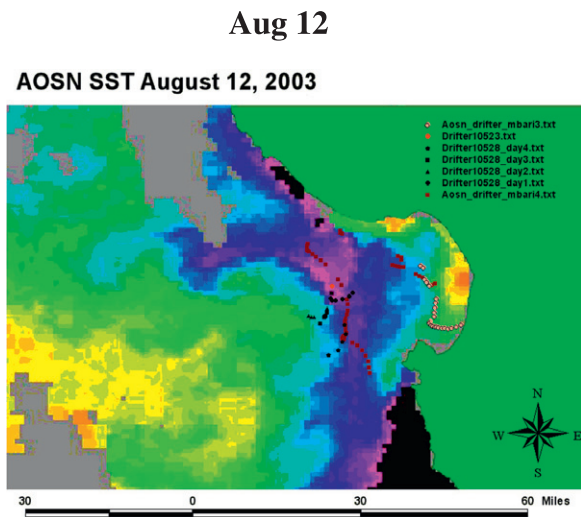 Aug 12
AOSN SST August 12, 2003
Aosn_drifter_mbari3.txt
Drifter10523.txt
Drifter10528_day4.txt
Drifter10528_day3.txt
Drifter10528_day2.txt
Drifter10528_day1.txt
Aosn_drifter_mbari4.txt
N
W E
S
30 0 30 60 Miles